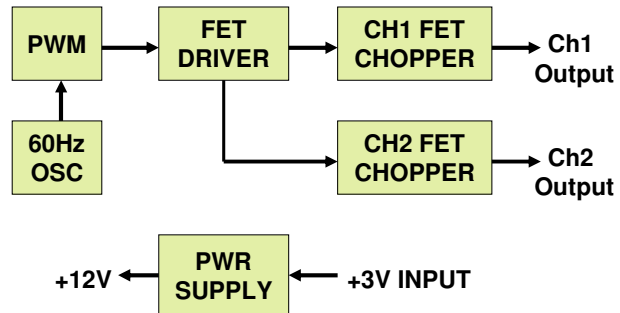 PWM
FET
DRIVER
CH1 FET
CHOPPER
Ch1
Output
60Hz
OSC
CH2 FET
CHOPPER
Ch2
Output
+12V
PWR
SUPPLY
+3V INPUT